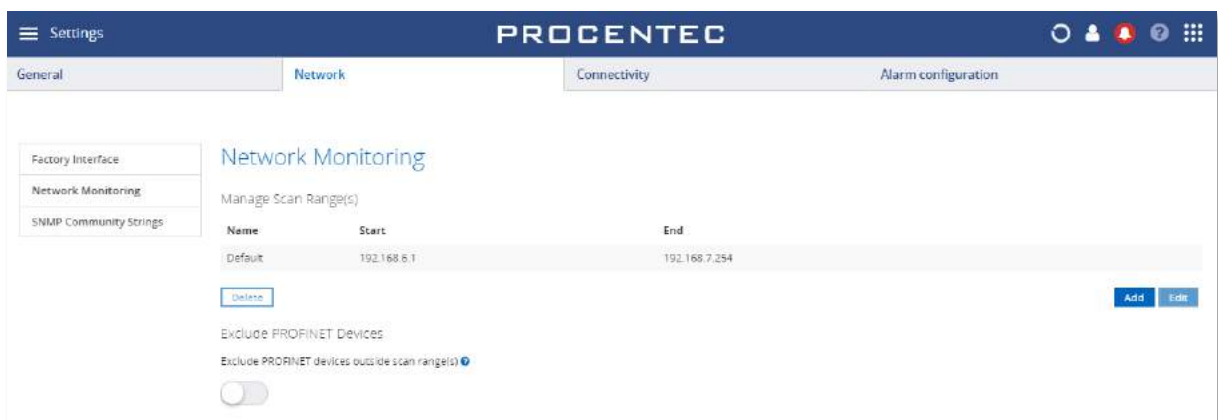 Settings
PROCENTEC
General
Network
Connectivity
Alarm configuration
Factory Interface
Network Monitoring
SNMP Community Strings
Network Monitoring
Manage Scan Range(s)
Name Start End
Default 192.168.6.1 192.168.7.254
Delete
Add
Edit
Exclude PROFINET Devices
Exclude PROFINET devices outside scan range(s)